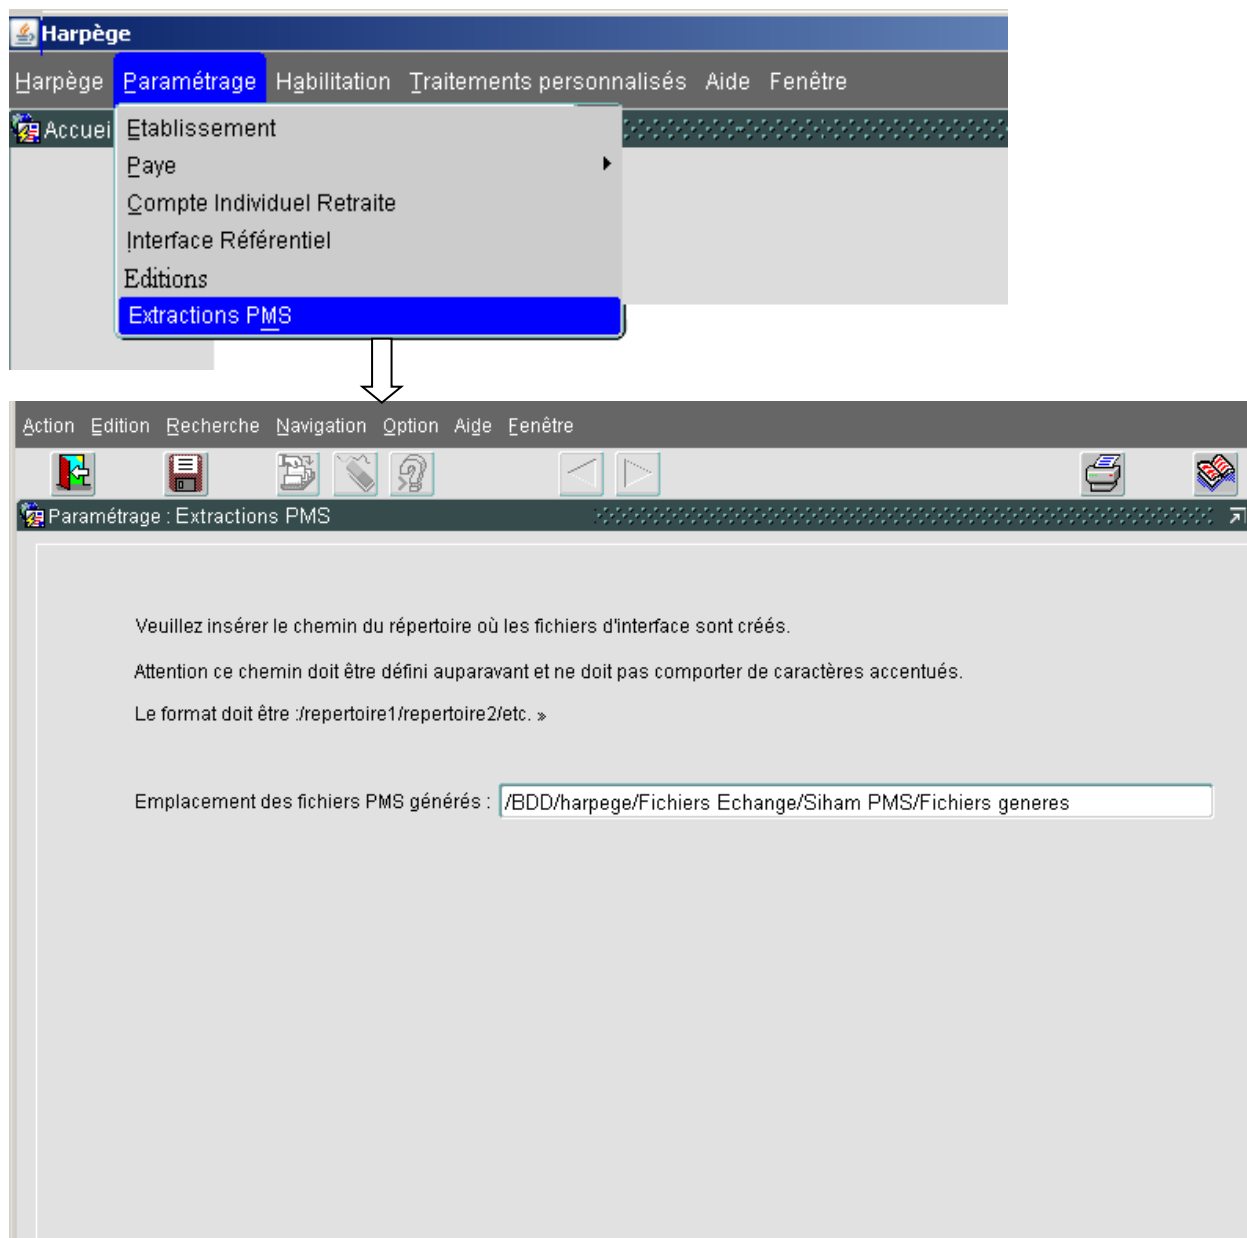 Harpège
Harpège Paramétrage Habilitation Traitements personnalisés Aide Fenêtre
Accuei
Etablissement
Paye
Compte Individuel Retraite
Interface Référentiel
Editions
Extractions PMS
Action Edition Recherche Navigation Option Aide Fenêtre
Paramétrage : Extractions PMS
Veuillez insérer le chemin du répertoire où les fichiers d'interface sont créés.
Attention ce chemin doit être défini auparavant et ne doit pas comporter de caractères accentués.
Le format doit être :/repertoire1/repertoire2/etc. »
Emplacement des fichiers PMS générés : /BDD/harpege/Fichiers Echange/Siham PMS/Fichiers generes